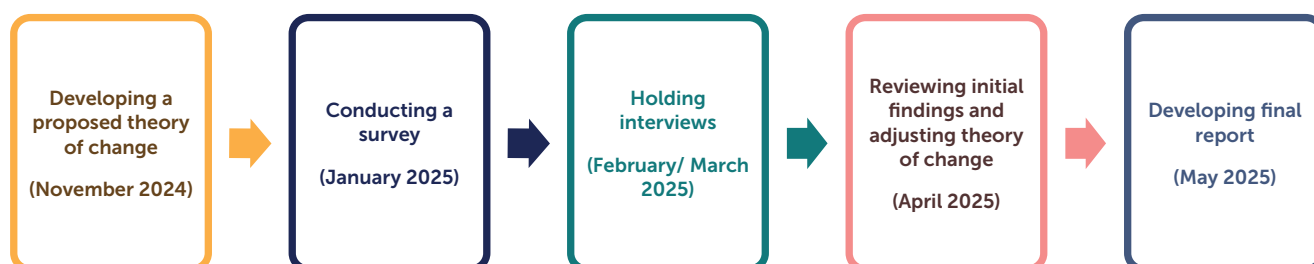 Developing a
proposed theory
of change
(November 2024)
Conducting a
survey
(January 2025)
Holding
interviews
(February/ March
2025)
Reviewing initial
findings and
adjusting theory
of change
(April 2025)
Developing final
report
(May 2025)